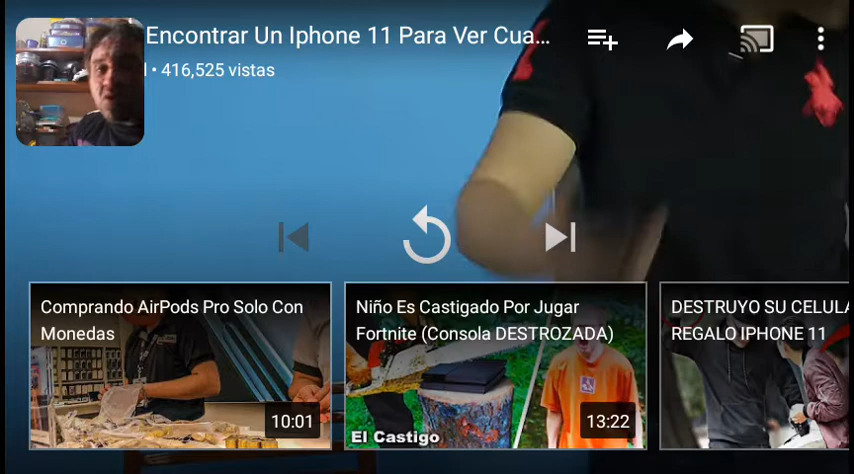 Encontrar Un Iphone 11 Para Ver Cua...
• 416,525 vistas
Comprando AirPods Pro Solo Con
Monedas
10:01
Niño Es Castigado Por Jugar
Fortnite (Consola DESTROZADA)
El Castigo
13:22
DESTRUYO SU CELULA
REGALO IPHONE 11